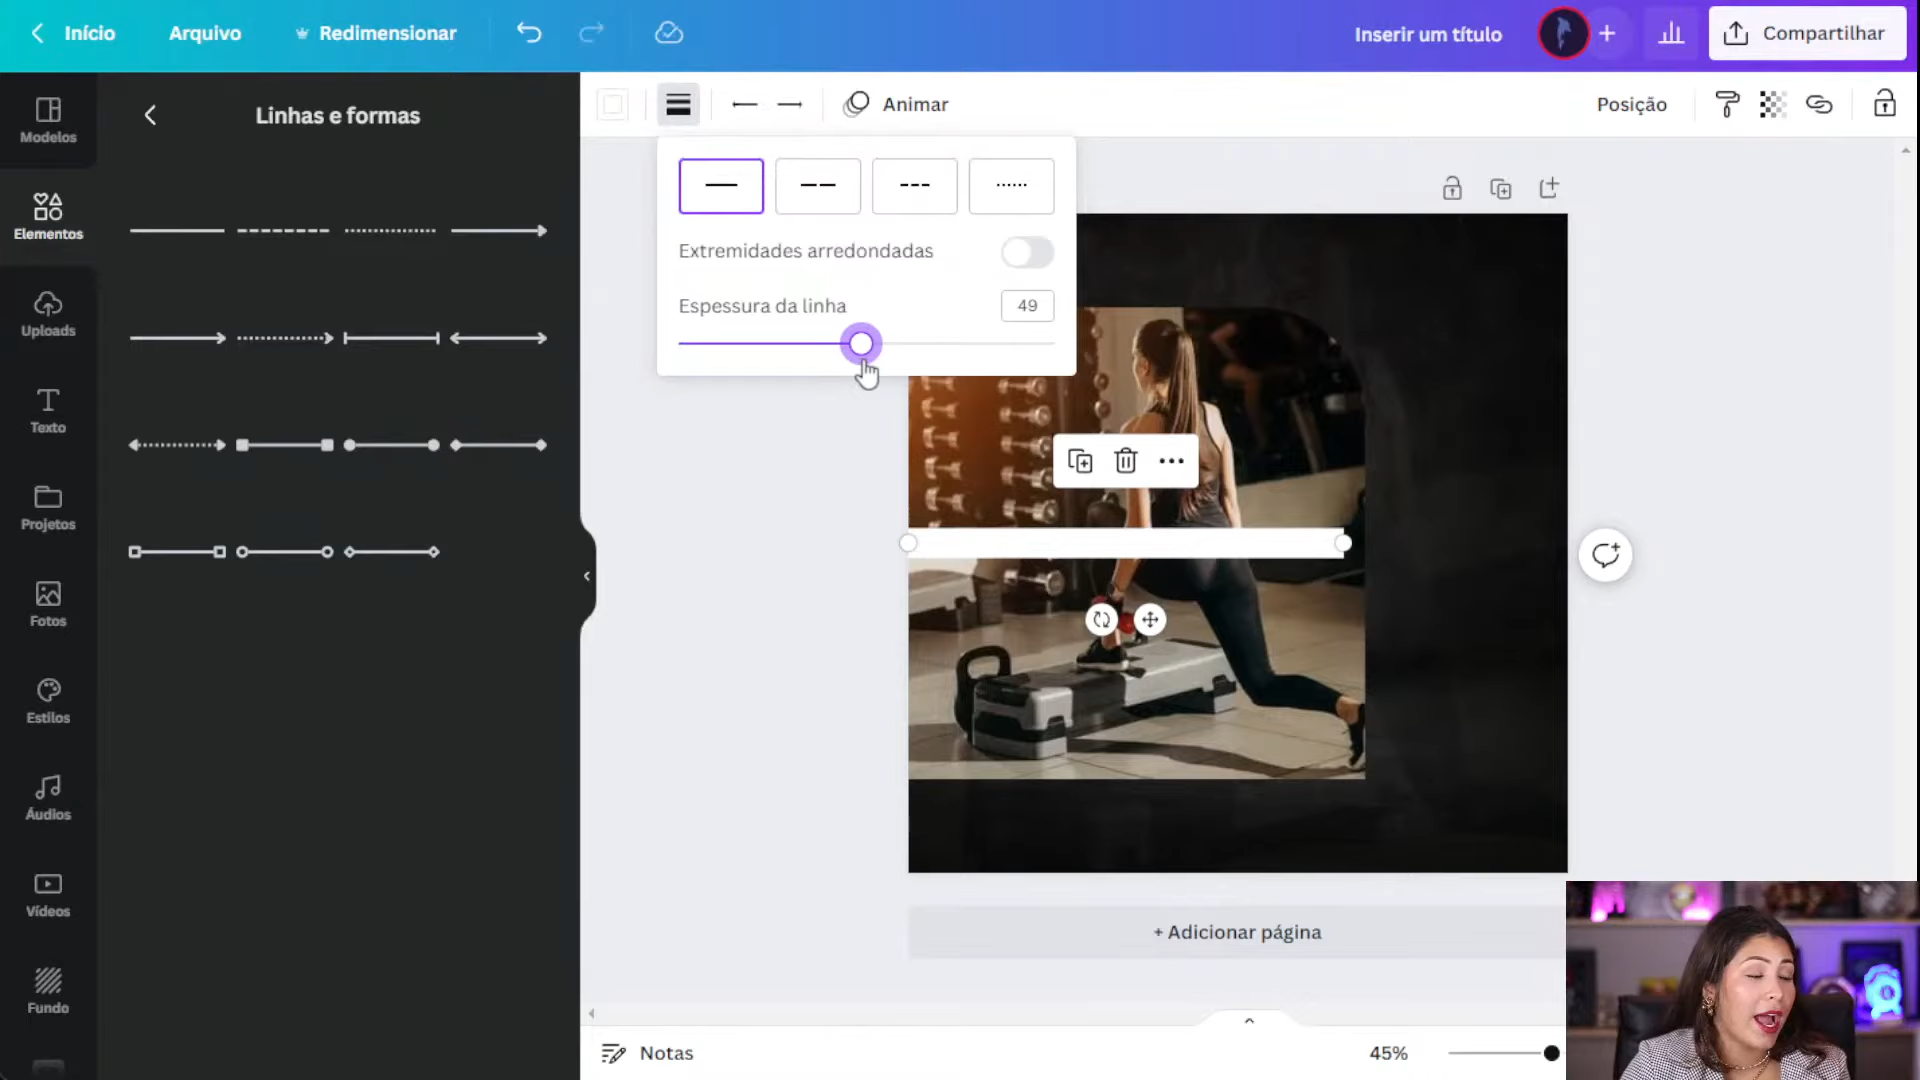 Início
Arquivo
Redimensionar
Inserir um título
Compartilhar
Modelos
Elementos
Uploads
Texto
Projetos
Fotos
Estilos
Áudios
Vídeos
Fundo
Linhas e formas
Animar
Posição
Extremidades arredondadas
Espessura da linha
49
+ Adicionar página
Notas
45%